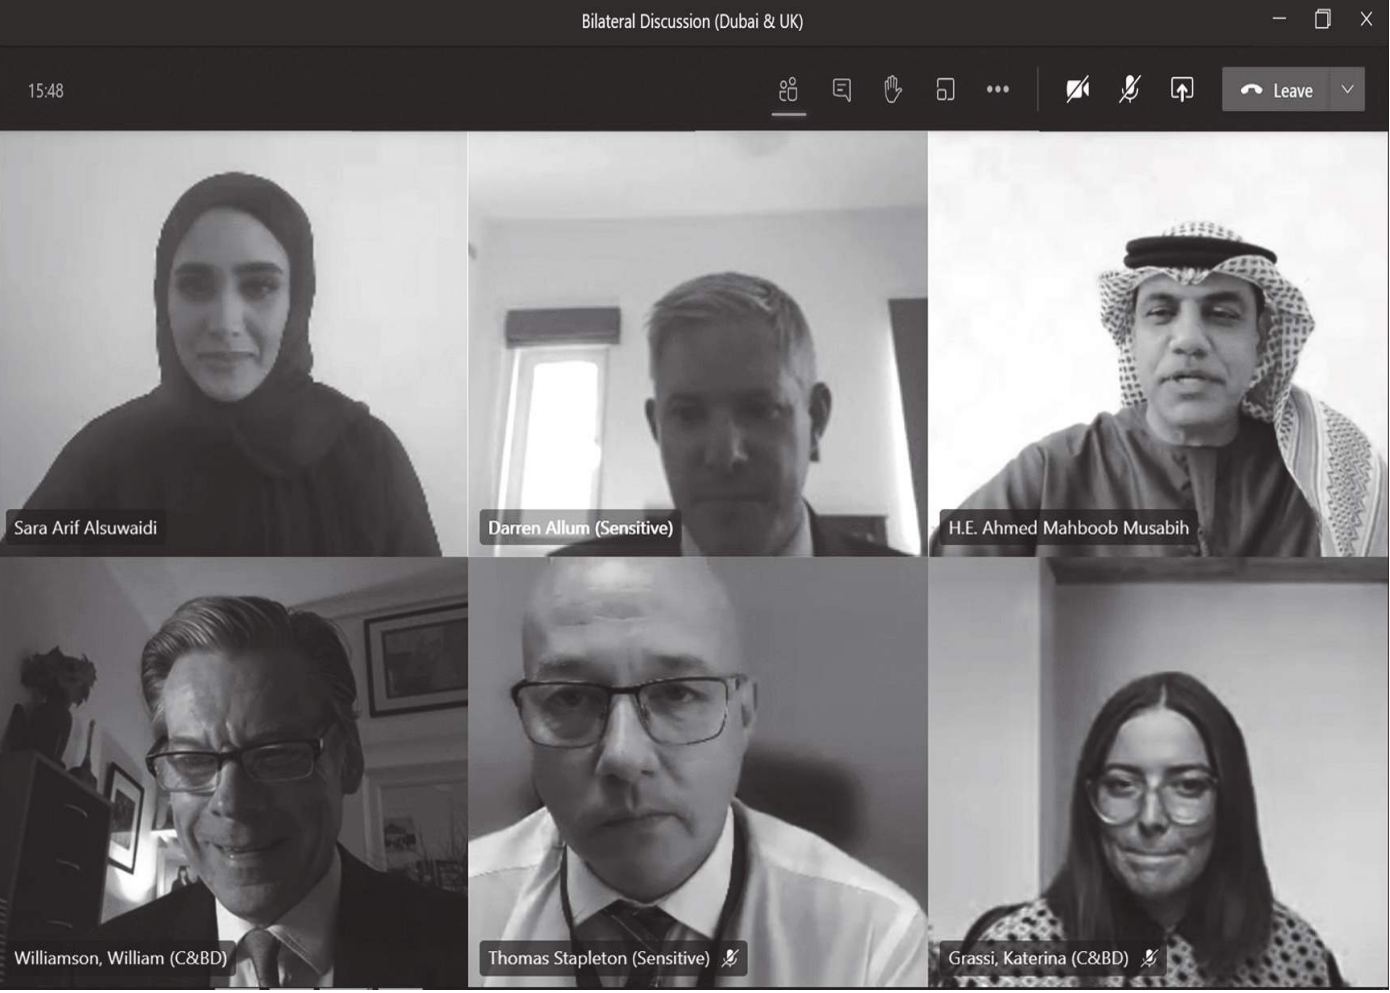 Bilateral Discussion (Dubai & UK)
15:48
Leave
Sara Arif Alsuwaidi
Darren Allum (Sensitive)
H.E. Ahmed Mahboob Musabih
Williamson, William (C&BD)
Thomas Stapleton (Sensitive)
Grassi, Katerina (C&BD)